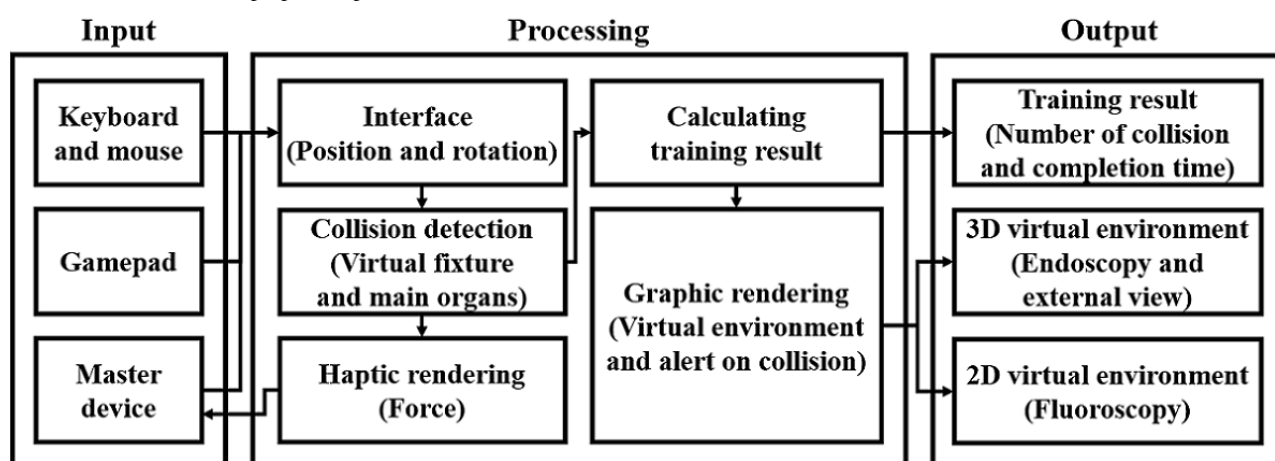 Input
Keyboard
and mouse
Gamepad
Master
device
Processing
Interface
(Position and rotation)
Collision detection
(Virtual fixture
and main organs)
Haptic rendering
(Force)
Calculating
training result
Graphic rendering
(Virtual environment
and alert on collision)
Output
Training result
(Number of collision
and completion time)
3D virtual environment
(Endoscopy and
external view)
2D virtual environment
(Fluoroscopy)